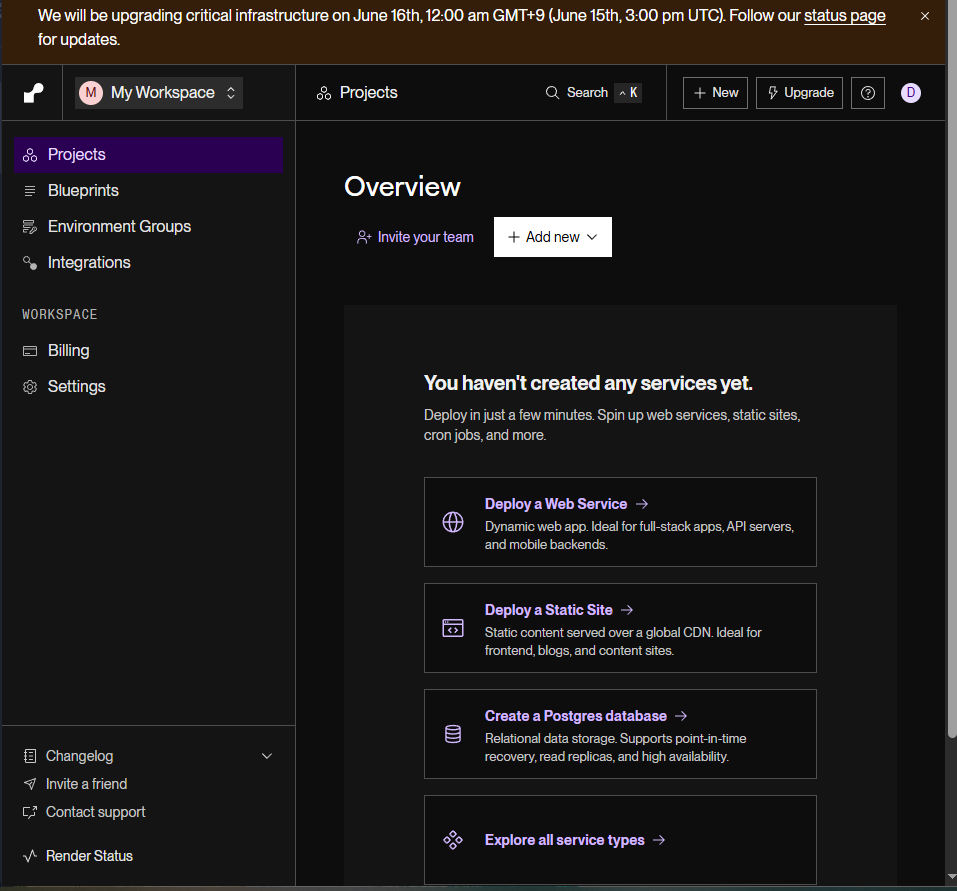 We will be upgrading critical infrastructure on June 16th, 12:00 am GMT+9 (June 15th, 3:00 pm UTC). Follow our status page
for updates.
M My Workspace
Projects
Search ^ K
+ New
Upgrade
D
Projects
Blueprints
Environment Groups
Integrations
WORKSPACE
Billing
Settings
Changelog
Invite a friend
Contact support
Render Status
Overview
Invite your team
+ Add new
You haven't created any services yet.
Deploy in just a few minutes. Spin up web services, static sites,
cron jobs, and more.
Deploy a Web Service →
Dynamic web app. Ideal for full-stack apps, API servers,
and mobile backends.
Deploy a Static Site →
Static content served over a global CDN. Ideal for
frontend, blogs, and content sites.
Create a Postgres database →
Relational data storage. Supports point-in-time
recovery, read replicas, and high availability.
Explore all service types →